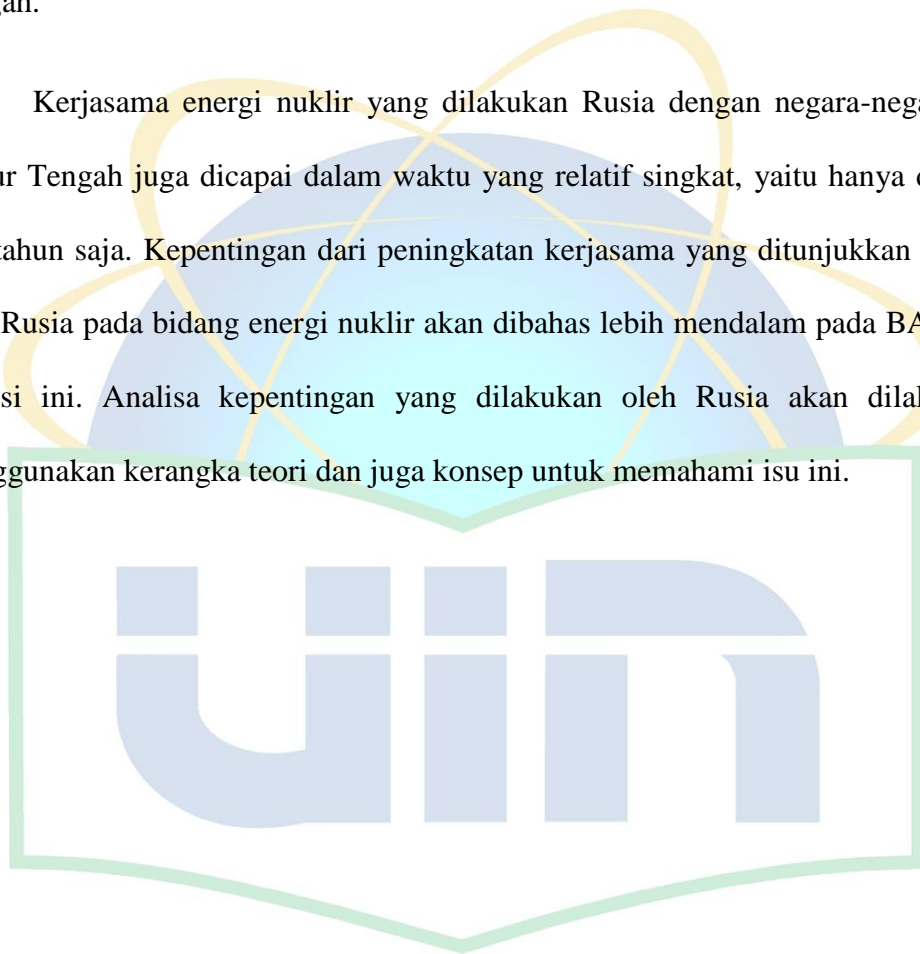 gah.
Kerjasama energi nuklir yang dilakukan Rusia dengan negara-nega
ur Tengah juga dicapai dalam waktu yang relatif singkat, yaitu hanya
tahun saja. Kepentingan dari peningkatan kerjasama yang ditunjukkan
Rusia pada bidang energi nuklir akan dibahas lebih mendalam pada BA
si ini. Analisa kepentingan yang dilakukan oleh Rusia akan dilak
ggunakan kerangka teori dan juga konsep untuk memahami isu ini.
uin